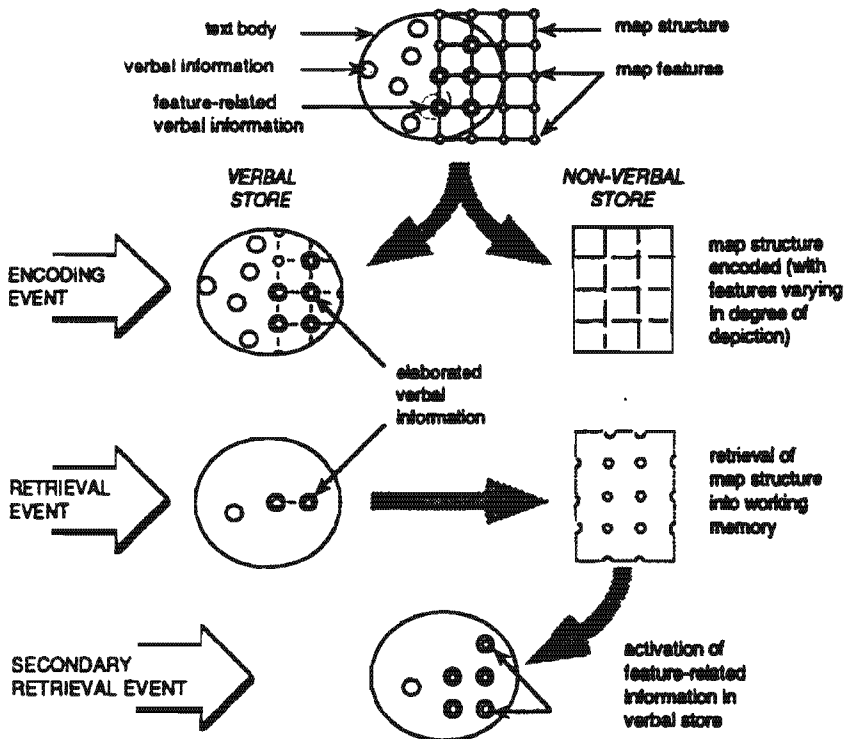 text body
map structure
verbal information
map features
feature-related
verbal information
VERBAL
STORE
NON-VERBAL
STORE
ENCODING
EVENT
map structure
encoded (with
features varying
in degree of
depiction)
elaborated
verbal
information
RETRIEVAL
EVENT
retrieval of
map structure
into working
memory
SECONDARY
RETRIEVAL EVENT
activation of
feature-related
information in
verbal store